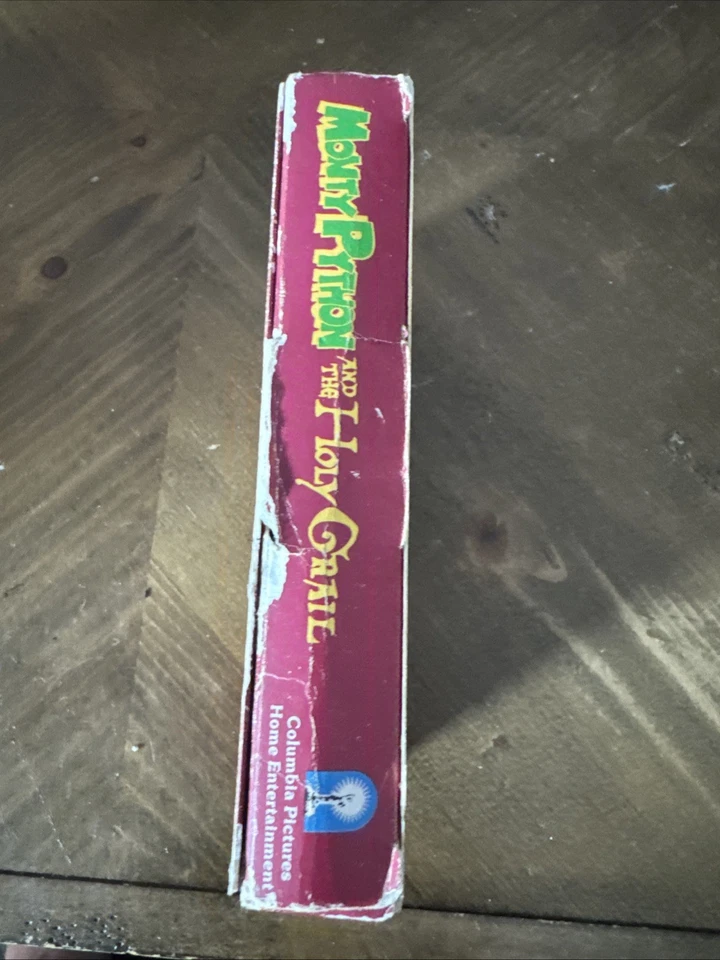 MONTY PYTHON
AND
THE
HOLY GRAIL
Columbia Pictures
Home Entertainment